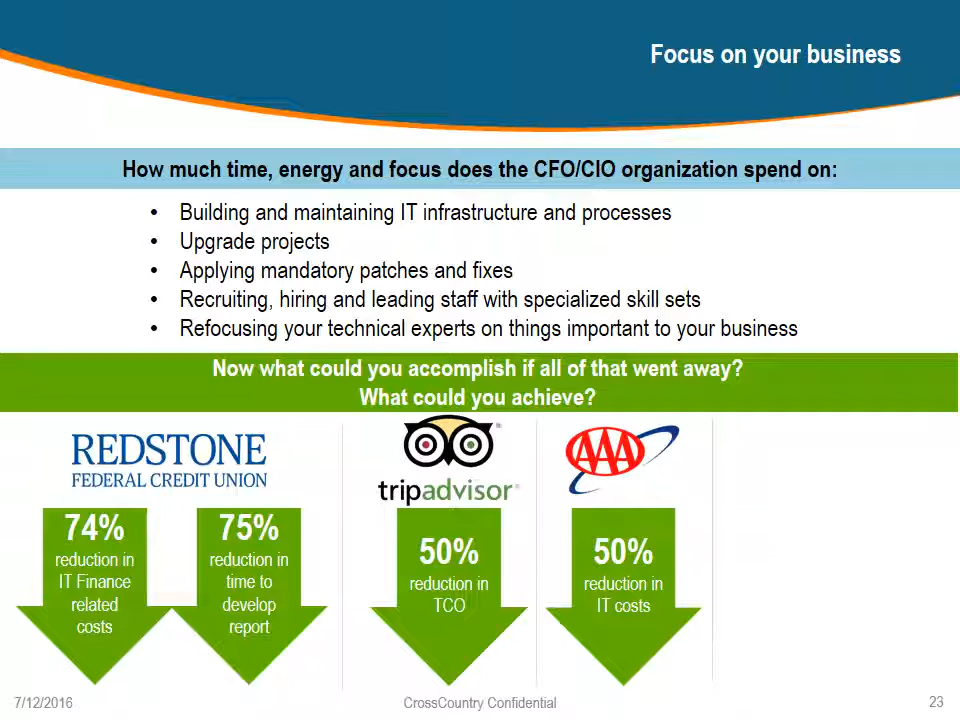 Focus on your business
How much time, energy and focus does the CFO/CIO organization spend on:
• Building and maintaining IT infrastructure and processes
• Upgrade projects
• Applying mandatory patches and fixes
• Recruiting, hiring and leading staff with specialized skill sets
• Refocusing your technical experts on things important to your business
Now what could you accomplish if all of that went away?
What could you achieve?
REDSTONE
FEDERAL CREDIT UNION
74%
reduction in
IT Finance
related
costs
75%
reduction in
time to
develop
report
tripadvisor®
50%
reduction in
TCO
AAA
50%
reduction in
IT costs
7/12/2016
CrossCountry Confidential
23